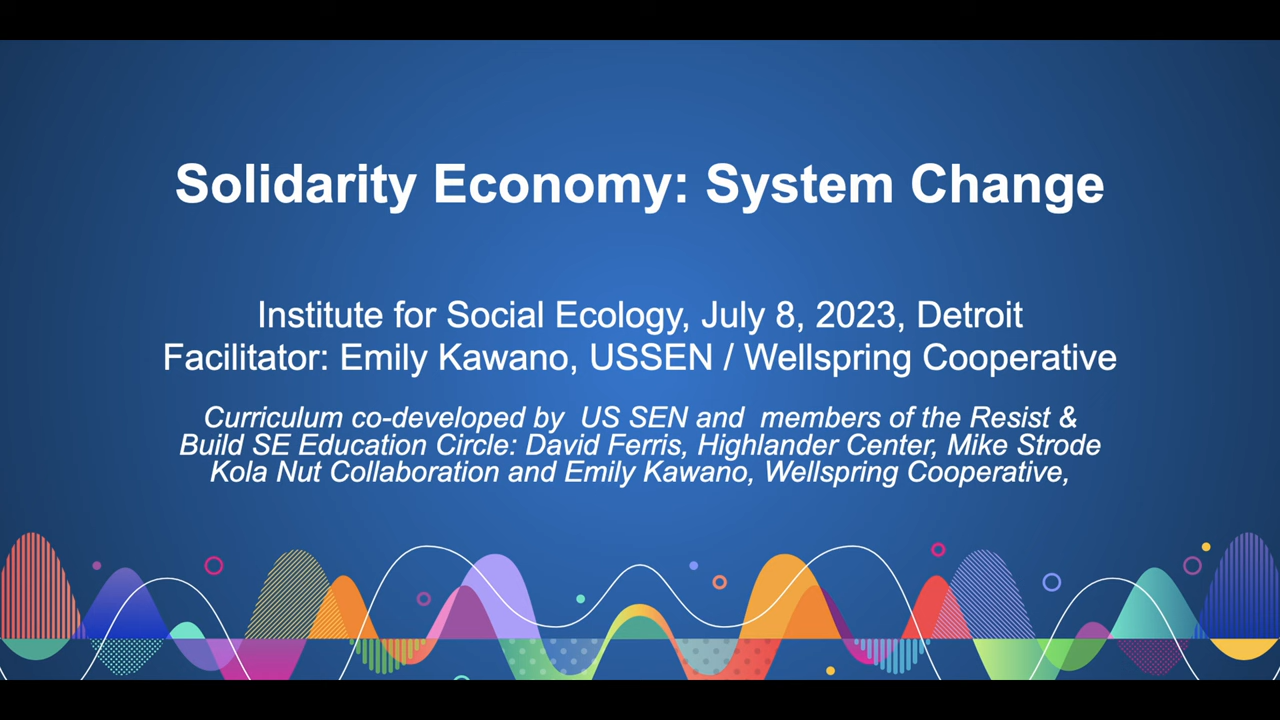 Solidarity Economy: System Change
Institute for Social Ecology, July 8, 2023, Detroit
Facilitator: Emily Kawano, USSEN / Wellspring Cooperative
Curriculum co-developed by  US SEN and  members of the Resist &
Build SE Education Circle: David Ferris, Highlander Center, Mike Strode
Kola Nut Collaboration and Emily Kawano, Wellspring Cooperative,